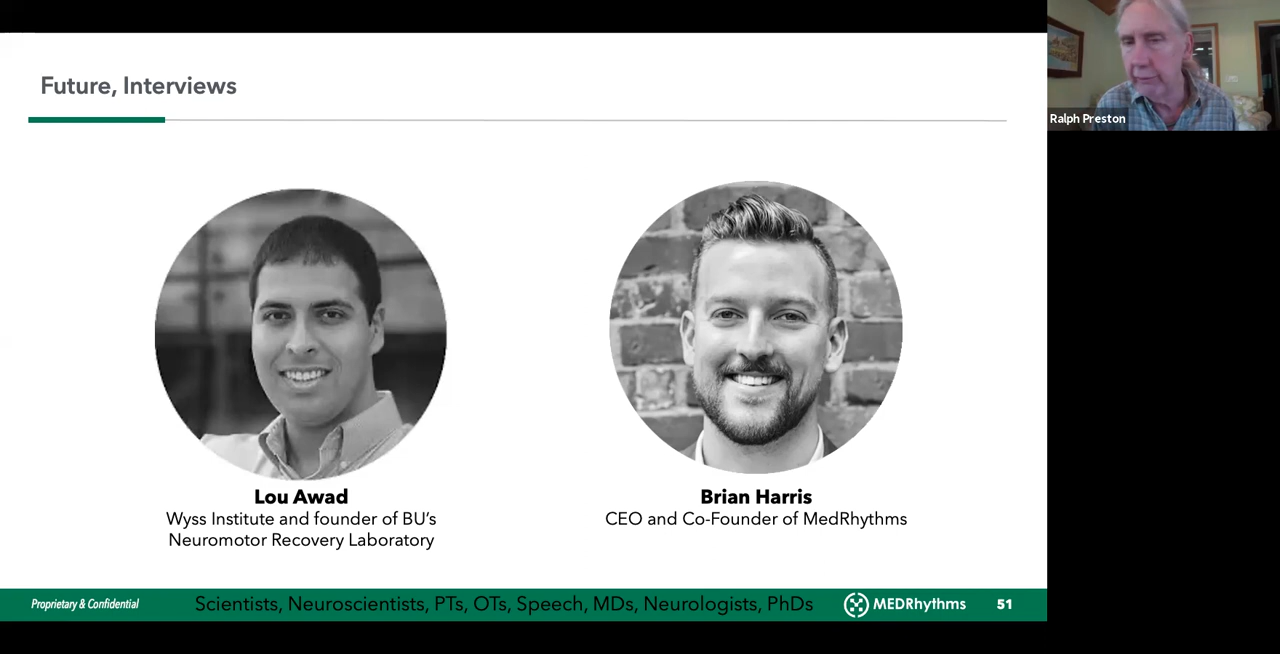 Future, Interviews
Ralph Preston
Lou Awad
Wyss Institute and founder of BU's
Neuromotor Recovery Laboratory
Brian Harris
CEO and Co-Founder of MedRhythms
Proprietary & Confidential
Scientists, Neuroscientists, PTs, OTs, Speech, MDs, Neurologists, PhDs
MEDRhythms
51